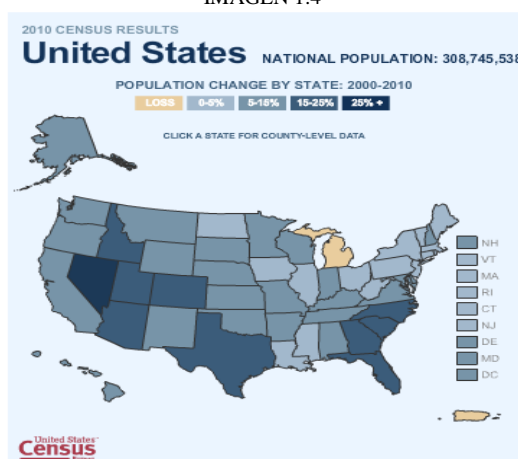 IMAGEN 1.4
2010 CENSUS RESULTS
United States NATIONAL POPULATION: 308,745,538
POPULATION CHANGE BY STATE: 2000-2010
LOSS 0-5% 5-15% 15-25% 25% +
CLICK A STATE FOR COUNTY-LEVEL DATA
NH
VT
MA
RI
CT
NJ
DE
MD
DC
United States
Census